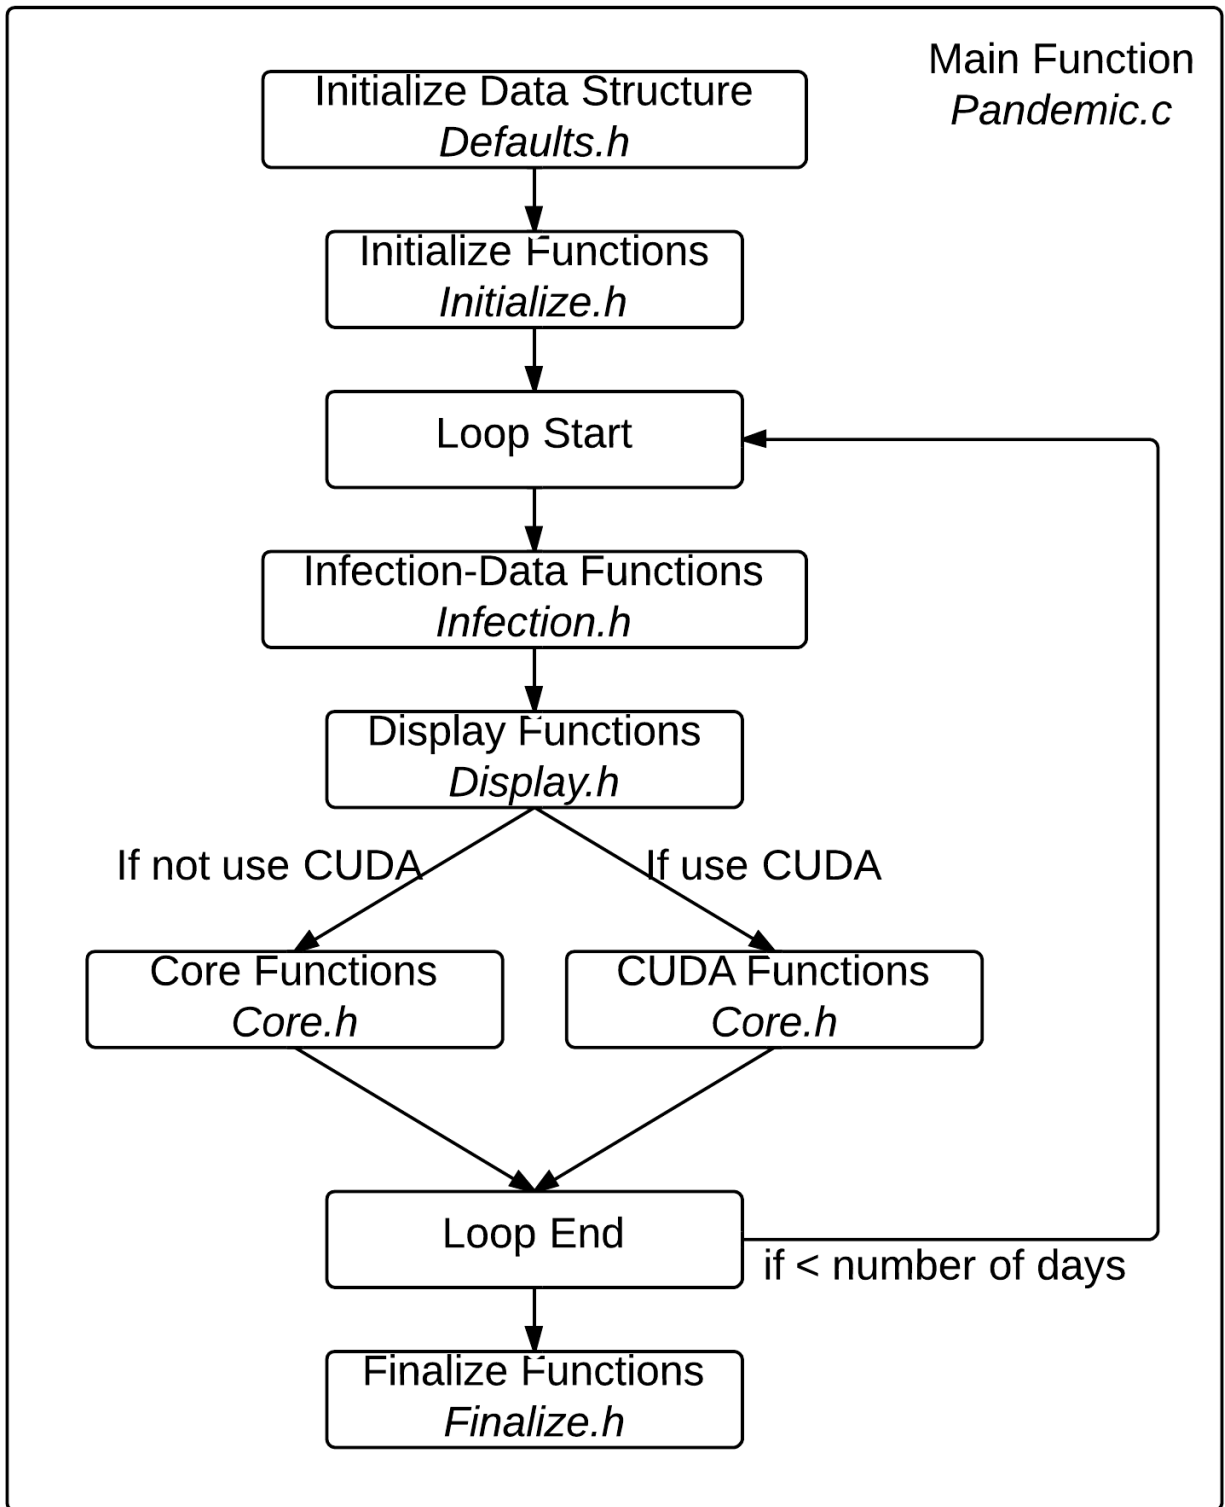 Main Function
Pandemic.c
Initialize Data Structure
Defaults.h
Initialize Functions
Initialize.h
Loop Start
Infection-Data Functions
Infection.h
Display Functions
Display.h
If not use CUDA
If use CUDA
Core Functions
Core.h
CUDA Functions
Core.h
Loop End
if < number of days
Finalize Functions
Finalize.h